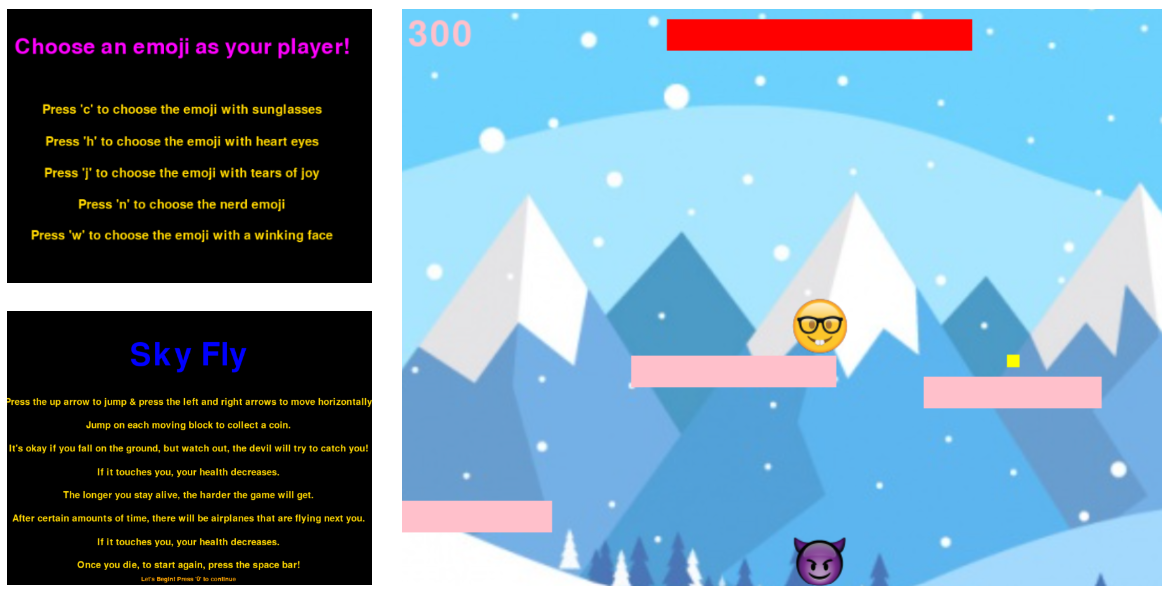 Choose an emoji as your player!
Press 'c' to choose the emoji with sunglasses
Press 'h' to choose the emoji with heart eyes
Press 'j' to choose the emoji with tears of joy
Press 'n' to choose the nerd emoji
Press 'w' to choose the emoji with a winking face
Sky Fly
Press the up arrow to jump & press the left and right arrows to move horizontally
Jump on each moving block to collect a coin.
It's okay if you fall on the ground, but watch out, the devil will try to catch you!
If it touches you, your health decreases.
The longer you stay alive, the harder the game will get.
After certain amounts of time, there will be airplanes that are flying next you.
If it touches you, your health decreases.
Once you die, to start again, press the space bar!
Let's Begin! Press to continue
300